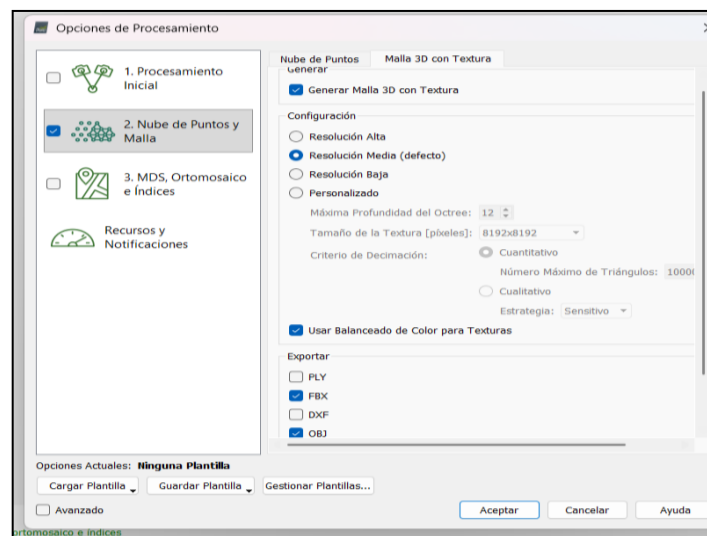 Opciones de Procesamiento
1. Procesamiento
Inicial
2. Nube de Puntos y
Malla
3. MDS, Ortomosaico
e Índices
Recursos y
Notificaciones
Nube de Puntos
Malla 3D con Textura
Generar
Generar Malla 3D con Textura
Configuración
Resolución Alta
Resolución Media (defecto)
Resolución Baja
Personalizado
Máxima Profundidad del Octree: 12
Tamaño de la Textura [píxeles]: 8192x8192
Criterio de Decimación: Cuantitativo
Número Máximo de Triángulos: 10000
Cualitativo
Estrategia: Sensitivo
Usar Balanceado de Color para Texturas
Exportar
PLY
FBX
DXF
OBJ
Opciones Actuales: Ninguna Plantilla
Cargar Plantilla Guardar Plantilla Gestionar Plantillas...
Avanzado
Aceptar Cancelar Ayuda
ortomosaico e índices